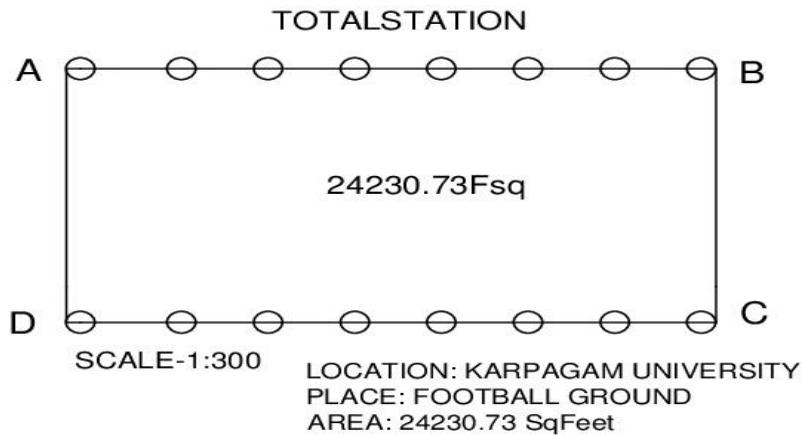 TOTALSTATION
A
B
24230.73Fsq
D
C
SCALE-1:300
LOCATION: KARPAGAM UNIVERSITY
PLACE: FOOTBALL GROUND
AREA: 24230.73 SqFeet